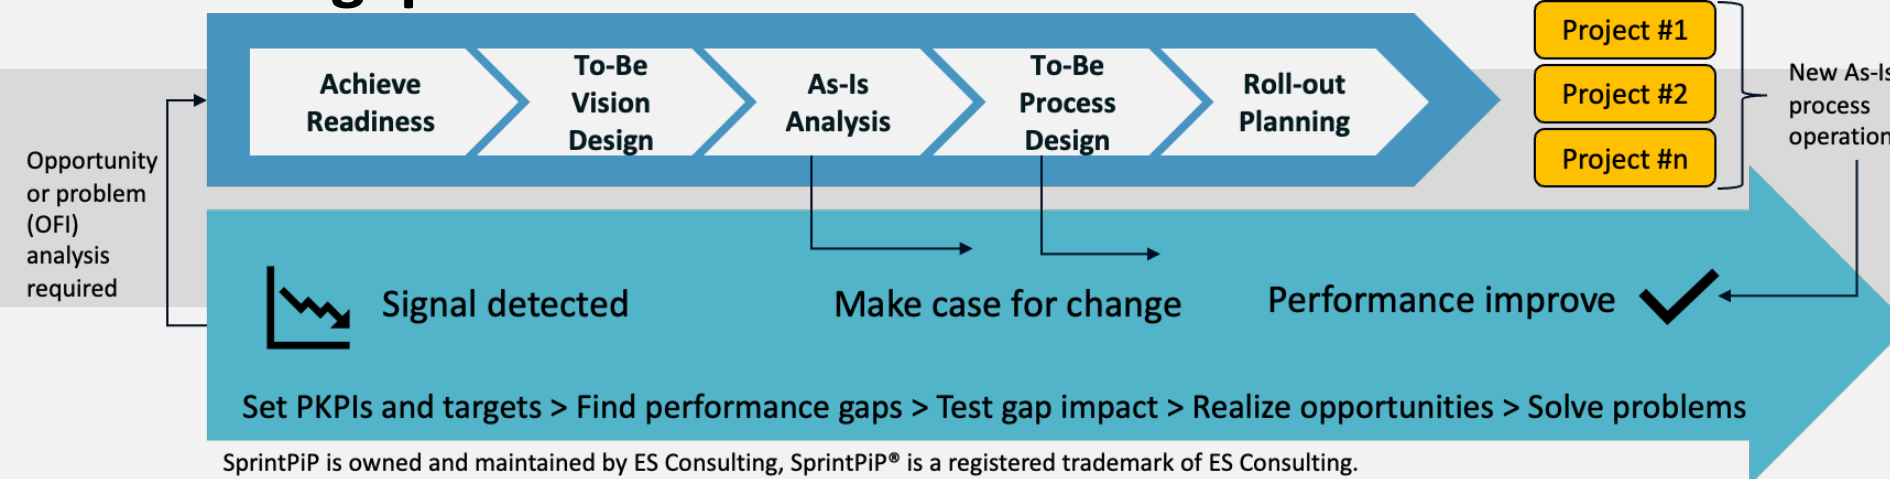 Achieve
Readiness
To-Be
Vision
Design
As-Is
Analysis
To-Be
Process
Design
Roll-out
Planning
Project #1
Project #2
Project #n
New As-Is
process
operation
Opportunity
or problem
(OFI)
analysis
required
Signal detected
Make case for change
Performance improve
Set PKPIs and targets > Find performance gaps > Test gap impact > Realize opportunities > Solve problems
SprintPiP is owned and maintained by ES Consulting, SprintPiP® is a registered trademark of ES Consulting.